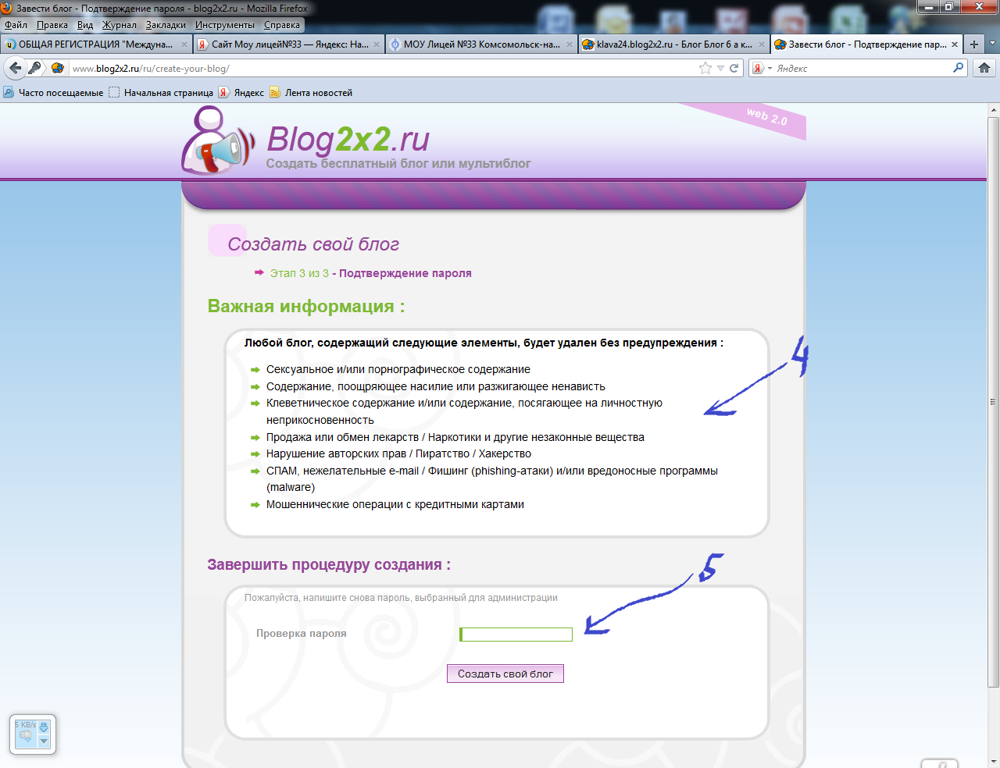 Завести блог - Подтверждение пароля - blog2x2.ru - Mozilla Firefox
Файл Правка Вид Журнал Закладки Инструменты Справка
ОБЩАЯ РЕГИСТРАЦИЯ "Междуна...
Сайт Моу лицей№33 — Яндекс: На...
МОУ Лицей №33 Комсомольск-на...
klava24.blog2x2.ru - Блог Блог 6 а к...
Завести блог - Подтверждение пар...
www.blog2x2.ru/ru/create-your-blog/
Яндекс
Часто посещаемые Начальная страница Яндекс Лента новостей
web 2.0
Blog2x2.ru
Создать бесплатный блог или мультиблог
Создать свой блог
Этап 3 из 3 - Подтверждение пароля
Важная информация :
Любой блог, содержащий следующие элементы, будет удален без предупреждения :
4
Сексуальное и/или порнографическое содержание
Содержание, поощряющее насилие или разжигающее ненависть
Клеветническое содержание и/или содержание, посягающее на личностную
неприкосновенность
Продажа или обмен лекарств / Наркотики и другие незаконные вещества
Нарушение авторских прав / Пиратство / Хакерство
СПАМ, нежелательные e-mail / Фишинг (phishing-атаки) и/или вредоносные программы
(malware)
Мошеннические операции с кредитными картами
Завершить процедуру создания :
5
Пожалуйста, напишите снова пароль, выбранный для администрации
Проверка пароля
Создать свой блог
5 KB/s